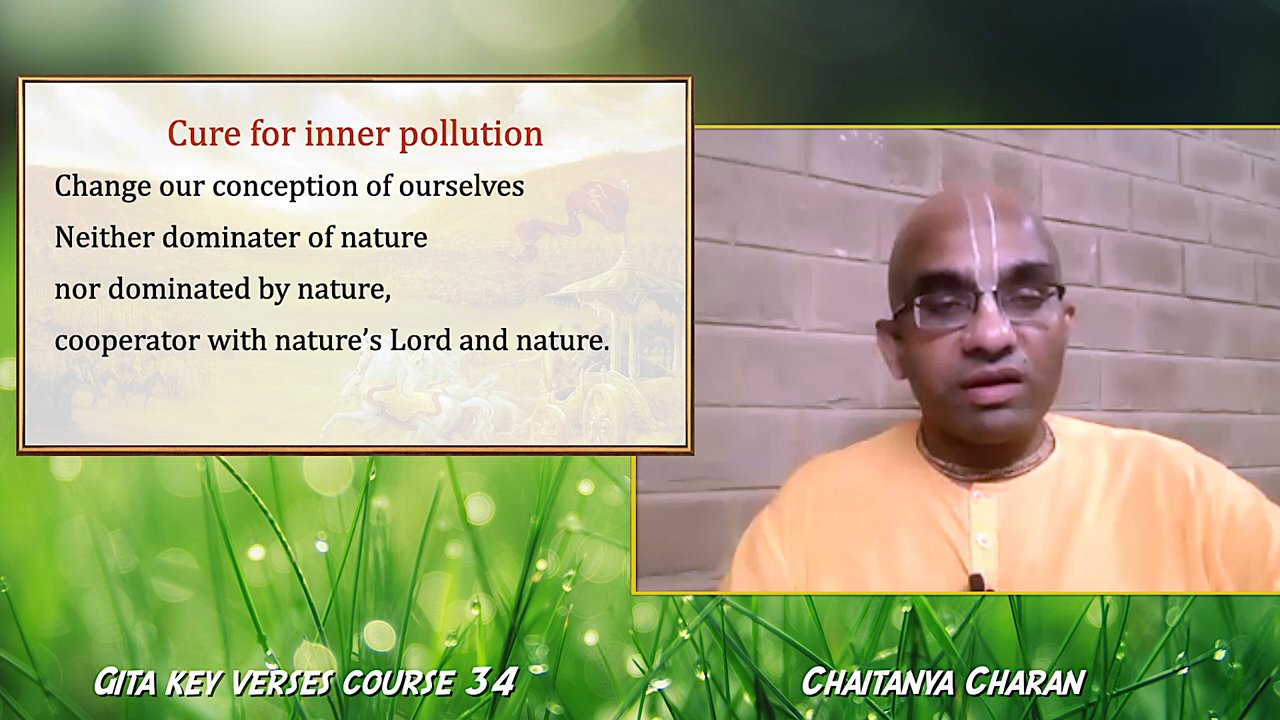 Cure for inner pollution
Change our conception of ourselves
Neither dominater of nature
nor dominated by nature,
cooperator with nature's Lord and nature.
Gita key verses course 34
Chaitanya Charan